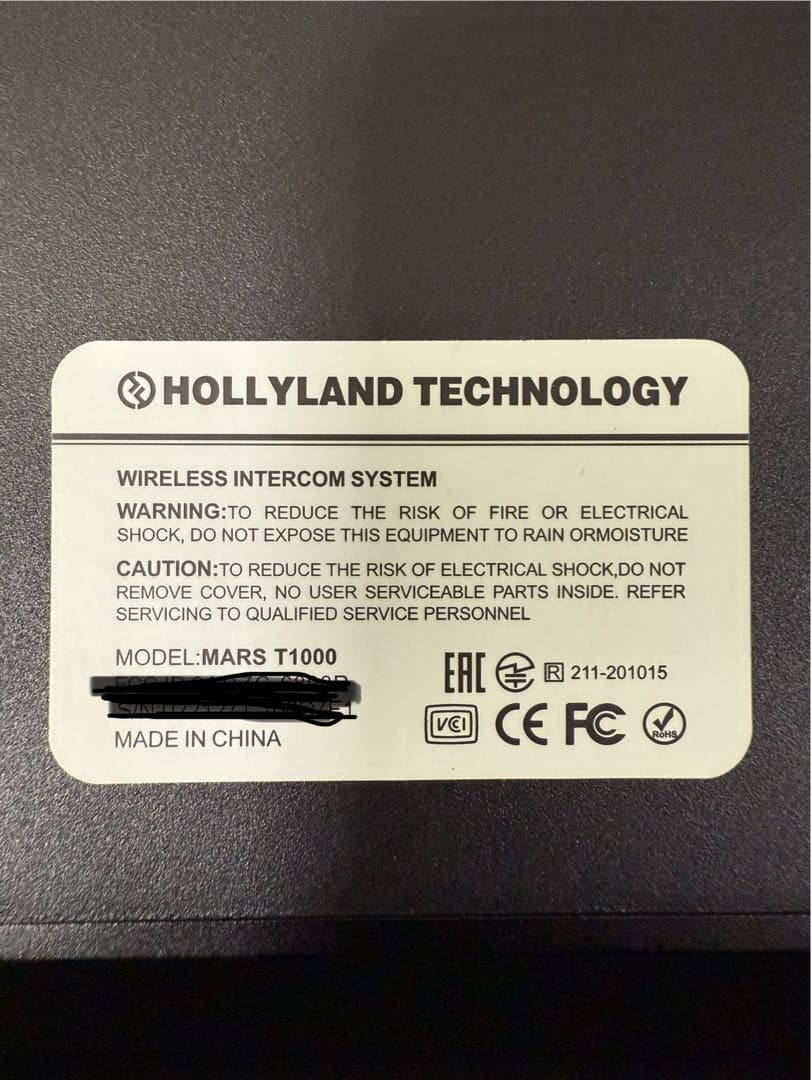 HOLLYLAND TECHNOLOGY
WIRELESS INTERCOM SYSTEM
WARNING:TO REDUCE THE RISK OF FIRE OR ELECTRICAL
SHOCK, DO NOT EXPOSE THIS EQUIPMENT TO RAIN ORMOISTURE
CAUTION:TO REDUCE THE RISK OF ELECTRICAL SHOCK,DO NOT
REMOVE COVER, NO USER SERVICEABLE PARTS INSIDE. REFER
SERVICING TO QUALIFIED SERVICE PERSONNEL
MODEL:MARS T1000
MADE IN CHINA
EAC R 211-201015
VCCI CE FC RoHS